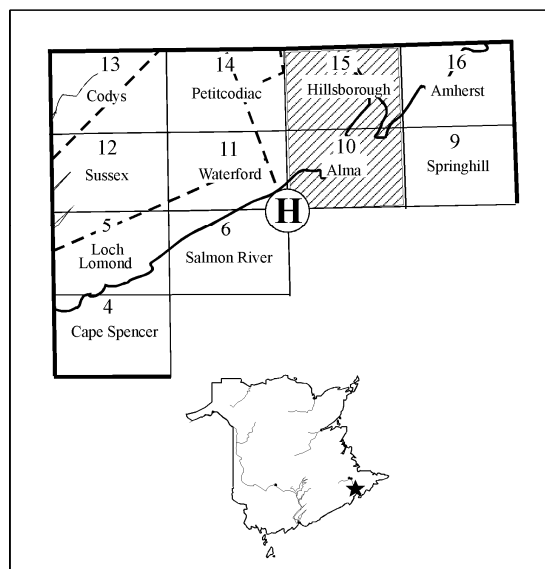 13
Codys
14
Petitcodiac
15
Hillsborough
16
Amherst
12
Sussex
11
Waterford
10
Alma
9
Springhill
H
5
Loch
Lomond
6
Salmon River
4
Cape Spencer